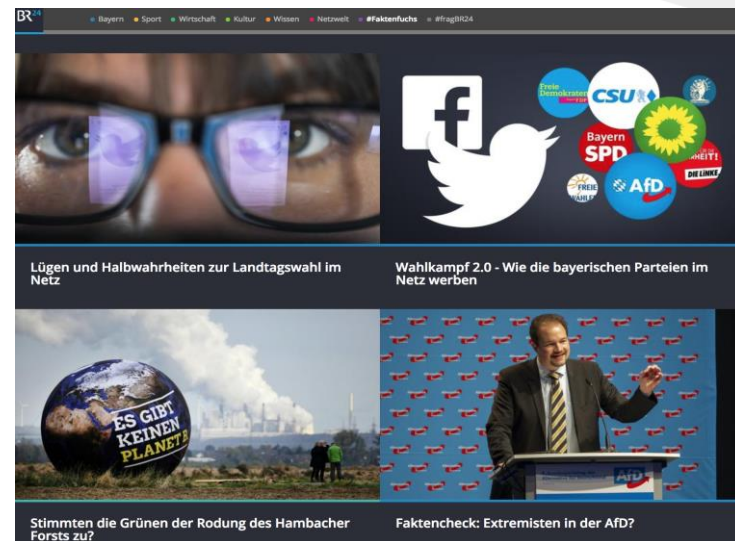 BR24
Bayern Sport Wirtschaft Kultur Wissen Netzwelt #Faktenfuchs #fragBR24
f
Freie
Demokraten
FDP
CSU
Bayern
SPD
DIE LINKE
FREIE
WÄHLER
AfD
Lügen und Halbwahrheiten zur Landtagswahl im
Netz
Wahlkampf 2.0 - Wie die bayerischen Parteien im
Netz werben
ES GIBT
KEINEN
PLANET B
AfD
Stimmten die Grünen der Rodung des Hambacher
Forsts zu?
Faktencheck: Extremisten in der AfD?